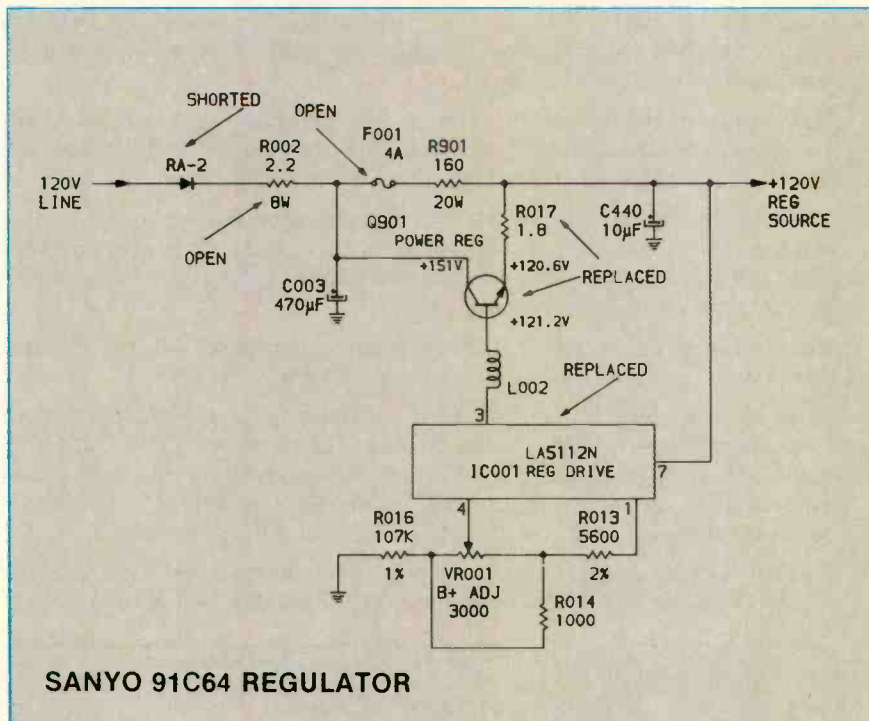 SHORTED
OPEN
RA-2
R002
2.2
8W
F001
4A
R901
160
20W
120V
LINE
+120V
REG
SOURCE
OPEN
Q901
POWER REG
+151V
R017
1.8
+120.6V
C440
10µF
REPLACED
C003
470µF
+121.2V
L002
REPLACED
3
LA5112N
IC001 REG DRIVE
7
4
1
R016
107K
1%
VR001
B+ ADJ
3000
R013
5600
2%
R014
1000
SANYO 91C64 REGULATOR